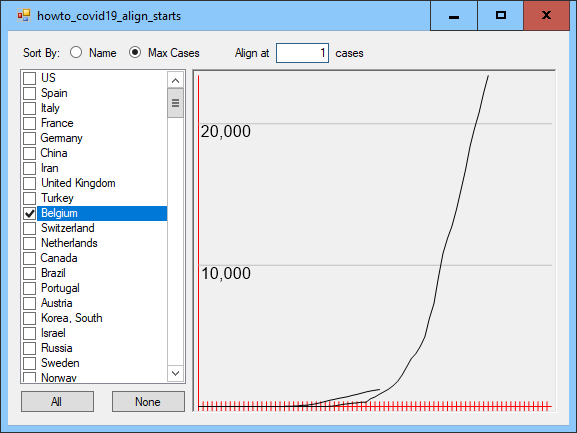 howto_covid19_align_starts
Sort By: Name Max Cases Align at 1 cases
US
Spain
Italy
France
Germany
China
Iran
United Kingdom
Turkey
Belgium
Switzerland
Netherlands
Canada
Brazil
Portugal
Austria
Korea, South
Israel
Russia
Sweden
Norway
All None
20,000
10,000